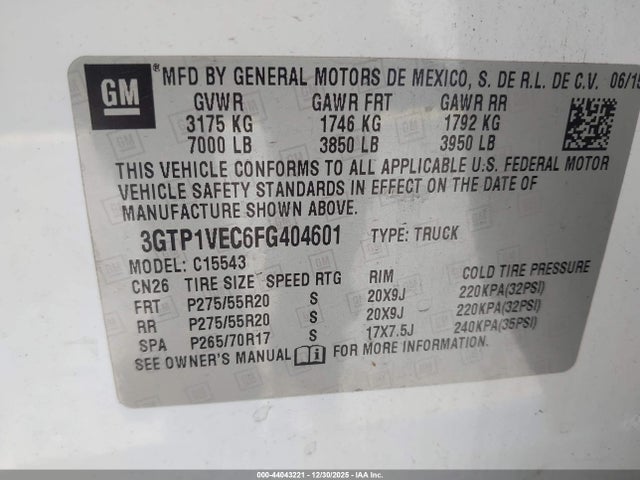 GM
® MFD BY GENERAL MOTORS DE MEXICO, S. DE R.L. DE C.V. 06/15
GVWR GAWR FRT GAWR RR
3175 KG 1746 KG 1792 KG
7000 LB 3850 LB 3950 LB
THIS VEHICLE CONFORMS TO ALL APPLICABLE U.S. FEDERAL MOTOR
VEHICLE SAFETY STANDARDS IN EFFECT ON THE DATE OF
MANUFACTURE SHOWN ABOVE.
3GTP1VEC6FG404601 TYPE: TRUCK
MODEL: C15543
CN26 TIRE SIZE SPEED RTG RIM COLD TIRE PRESSURE
FRT P275/55R20 S 20X9J 220KPA(32PSI)
RR P275/55R20 S 20X9J 220KPA(32PSI)
SPA P265/70R17 S 17X7.5J 240KPA(35PSI)
SEE OWNER'S MANUAL FOR MORE INFORMATION.
000-44043221 - 12/30/2025 - IAABU